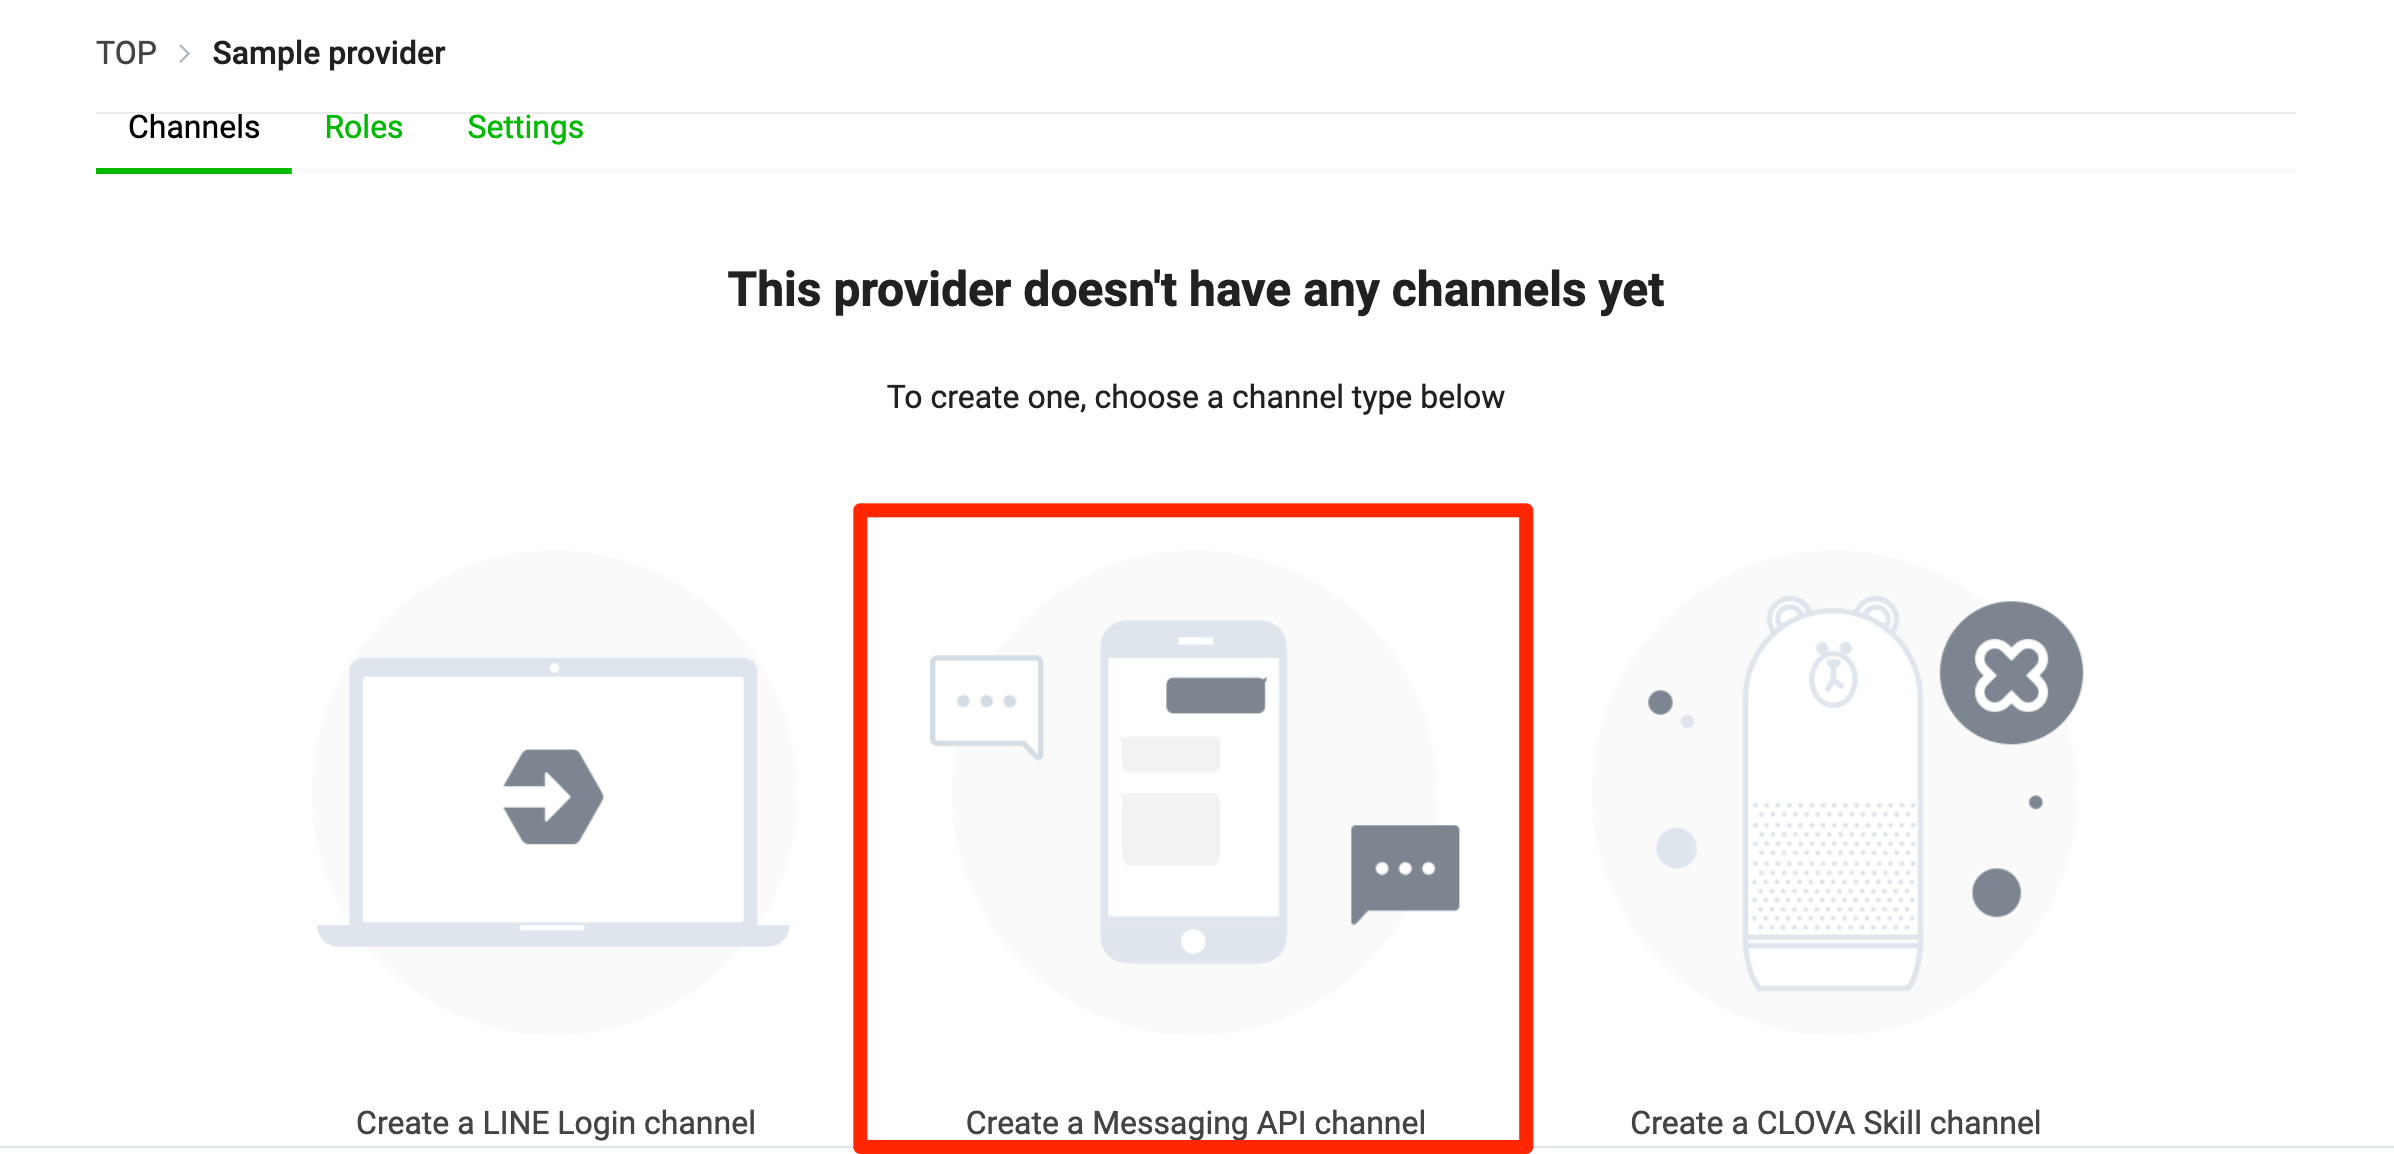 TOP > Sample provider
Channels Roles Settings
This provider doesn't have any channels yet
To create one, choose a channel type below
Create a LINE Login channel Create a Messaging API channel Create a CLOVA Skill channel